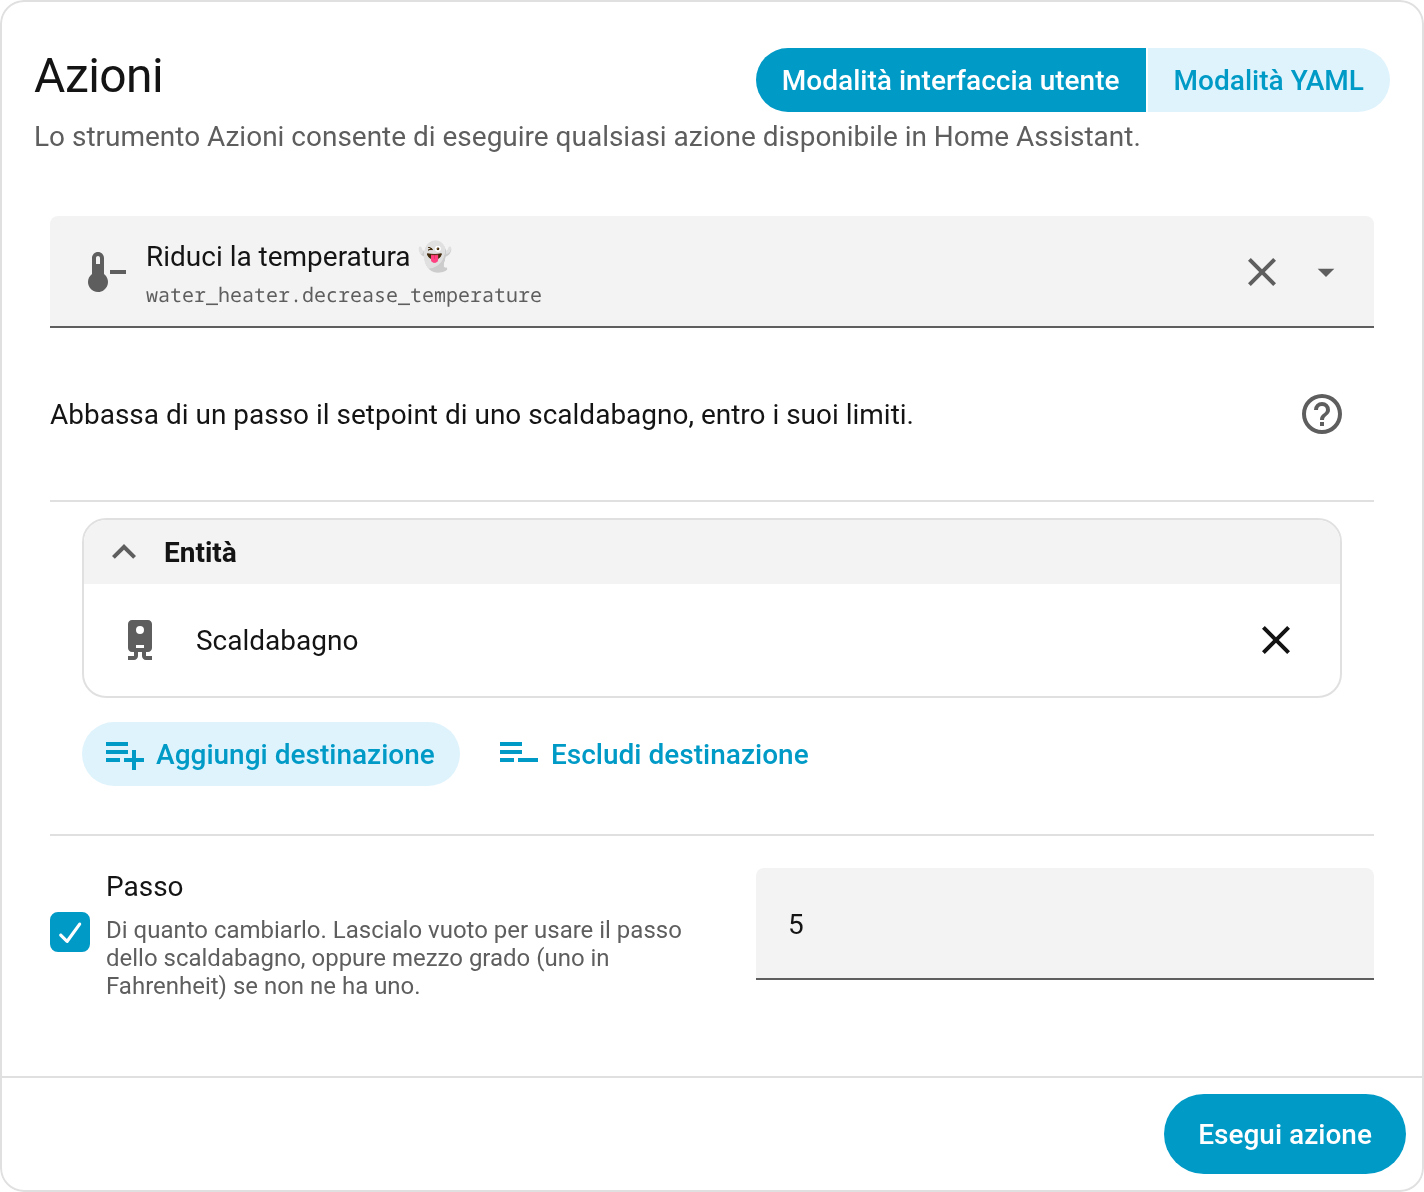 Azioni
Modalità interfaccia utente
Modalità YAML
Lo strumento Azioni consente di eseguire qualsiasi azione disponibile in Home Assistant.
Riduci la temperatura 👻
water_heater.decrease_temperature
Abbassa di un passo il setpoint di uno scaldabagno, entro i suoi limiti.
Entità
Scaldabagno
Aggiungi destinazione
Escludi destinazione
Passo
Di quanto cambiarlo. Lascialo vuoto per usare il passo
dello scaldabagno, oppure mezzo grado (uno in
Fahrenheit) se non ne ha uno.
5
Esegui azione